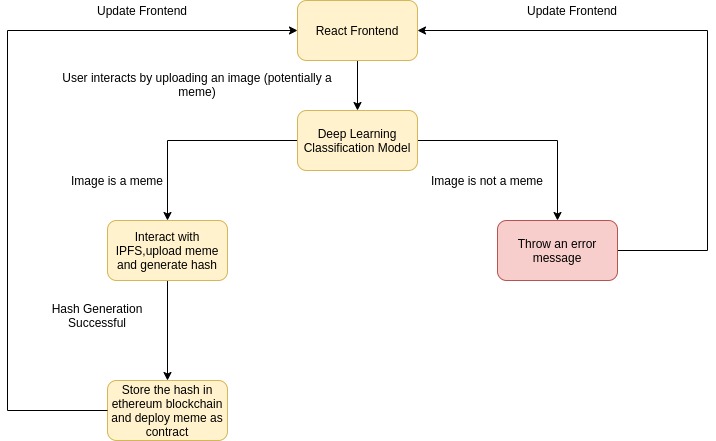 Update Frontend
Update Frontend
React Frontend
User interacts by uploading an image (potentially a
meme)
Deep Learning
Classification Model
Image is a meme
Image is not a meme
Interact with
IPFS,upload meme
and generate hash
Throw an error
message
Hash Generation
Successful
Store the hash in
ethereum blockchain
and deploy meme as
contract